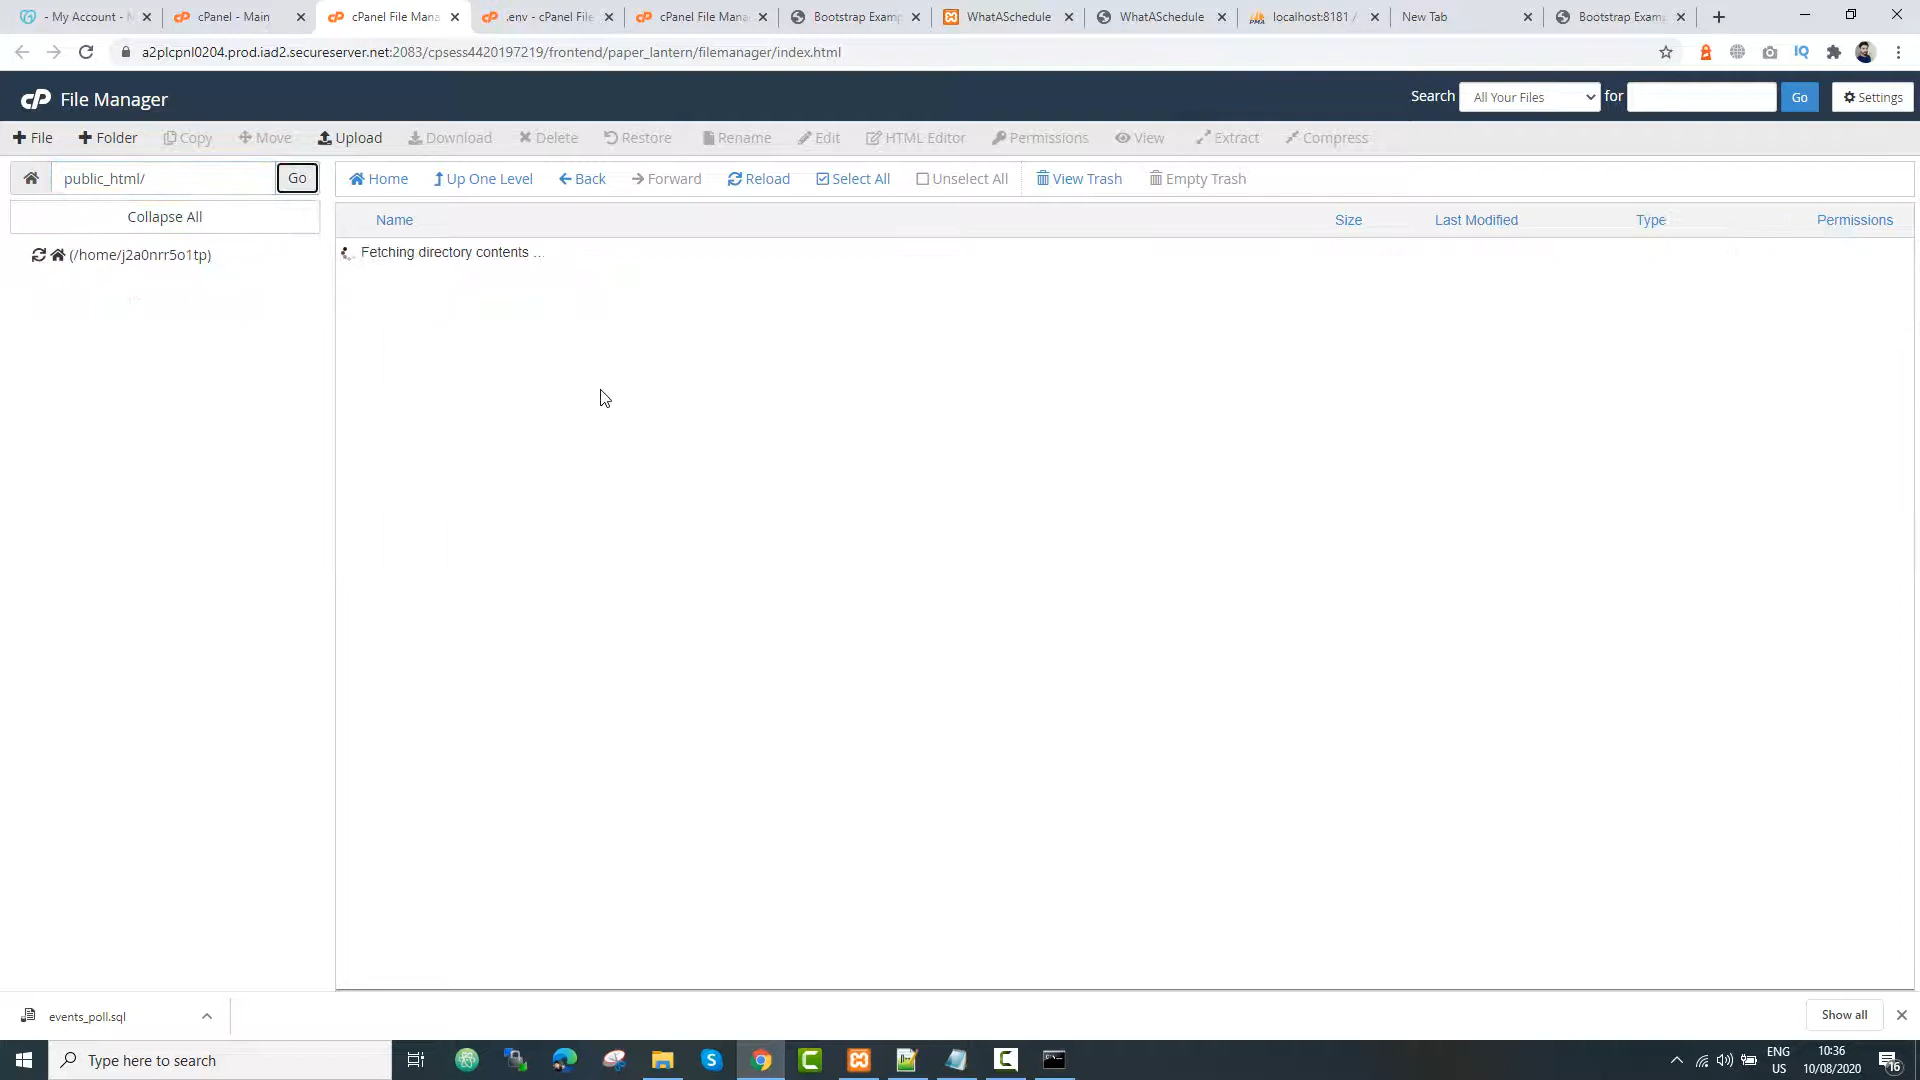 - My Account - N
cPanel - Main
cPanel File Mana
.env - cPanel File
cPanel File Mana
Bootstrap Examp
WhatASchedule
WhatASchedule
localhost:8181 /
New Tab
Bootstrap Exam
a2plcpnl0204.prod.iad2.secureserver.net:2083/cpsess4420197219/frontend/paper_lantern/filemanager/index.html
cP File Manager
Search All Your Files for Go Settings
File Folder Copy Move Upload Download Delete Restore Rename Edit HTML Editor Permissions View Extract Compress
public_html/ Go Home Up One Level Back Forward Reload Select All Unselect All View Trash Empty Trash
Collapse All
Name Size Last Modified Type Permissions
(/home/j2a0nrr5o1tp)
Fetching directory contents ...
events_poll.sql
Show all
Type here to search
ENG
US
10:36
10/08/2020
16